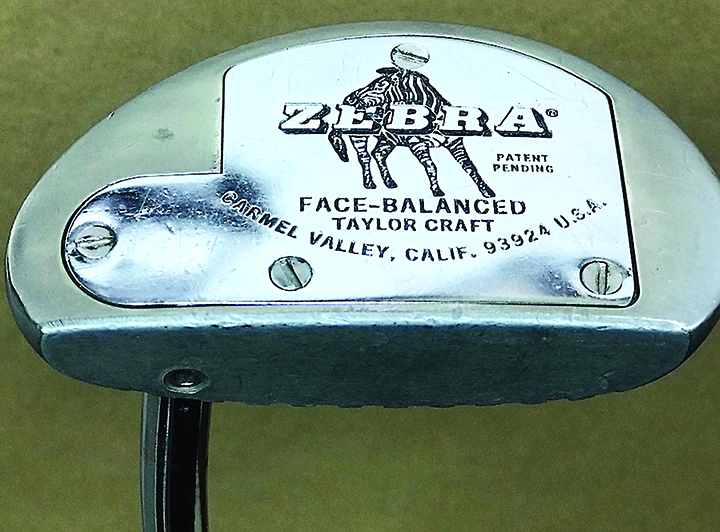 ZEBRA®
PATENT
PENDING
FACE-BALANCED
TAYLOR CRAFT
CARMEL VALLEY, CALIF. 93924 U.S.A.